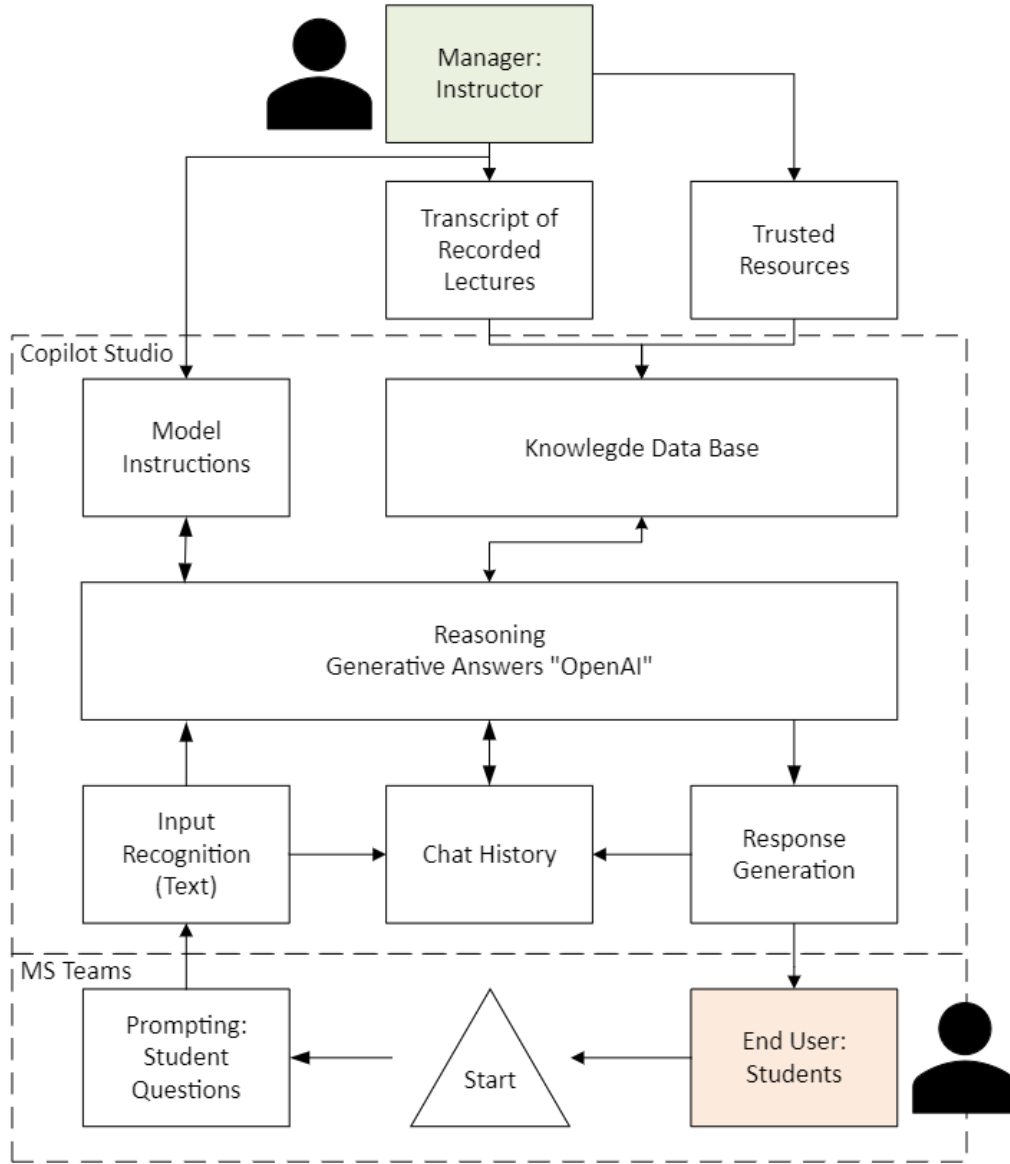 Manager:
Instructor
Transcript of
Recorded
Lectures
Trusted
Resources
Copilot Studio
Model
Instructions
Knowlegde Data Base
Reasoning
Generative Answers "OpenAI"
Input
Recognition
(Text)
Chat History
Response
Generation
MS Teams
Prompting:
Student
Questions
Start
End User:
Students